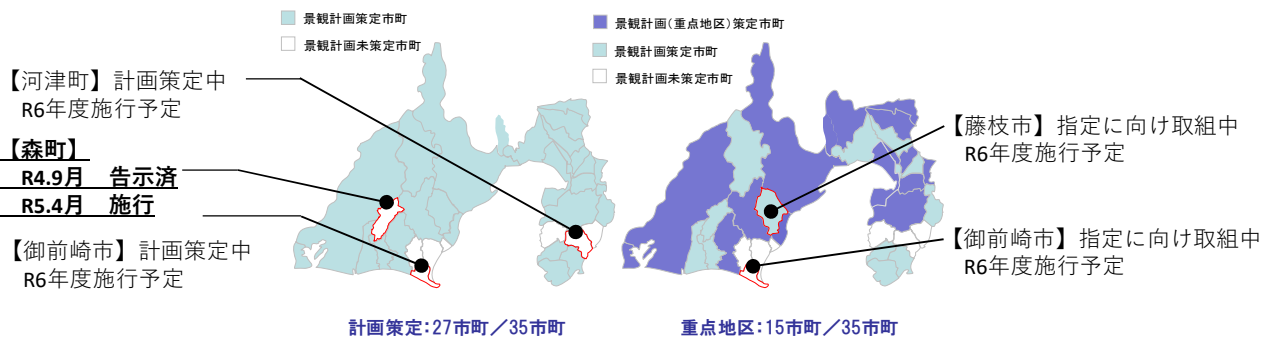 景観計画策定市町
景観計画未策定市町
【河津町】計画策定中
R6年度施行予定
【森町】
R4.9月　告示済
R5.4月　施行
【御前崎市】計画策定中
R6年度施行予定
計画策定:27市町／35市町
景観計画(重点地区)策定市町
景観計画策定市町
景観計画未策定市町
【藤枝市】指定に向け取組中
R6年度施行予定
【御前崎市】指定に向け取組中
R6年度施行予定
重点地区:15市町／35市町